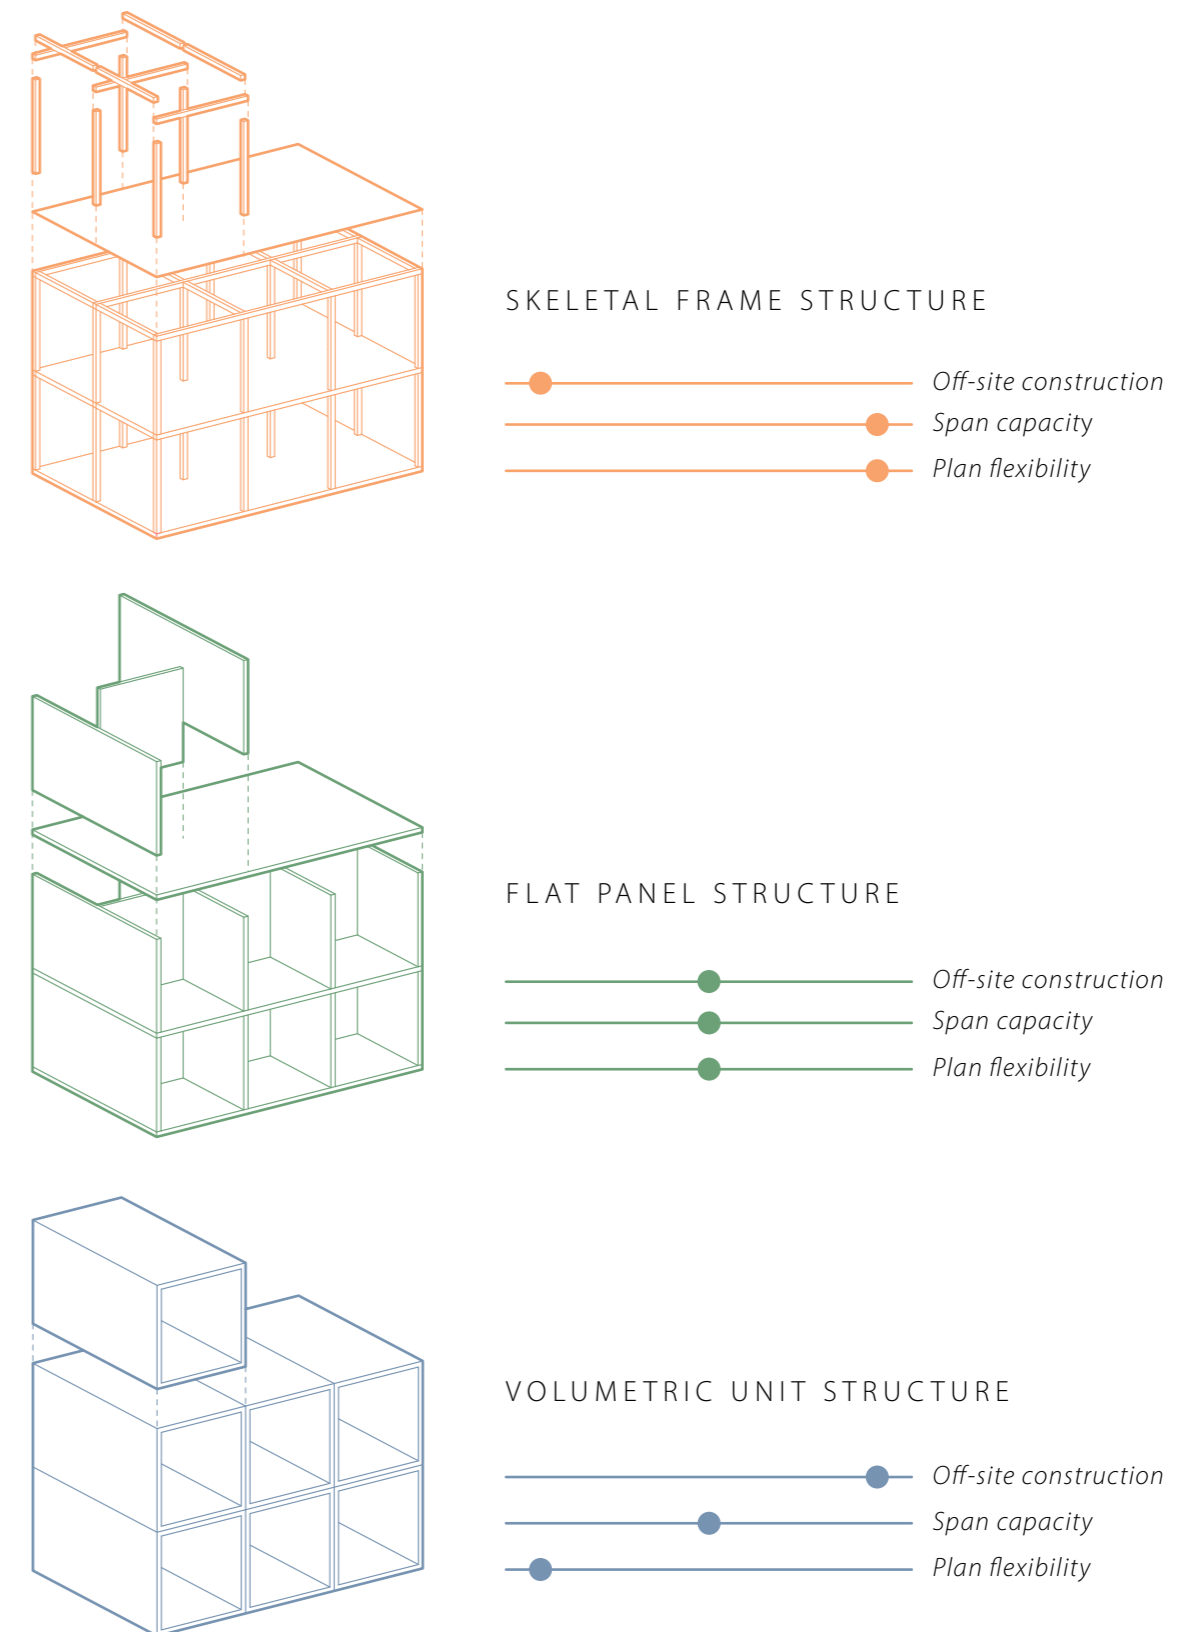 SKELETAL FRAME STRUCTURE
Off-site construction
Span capacity
Plan flexibility
FLAT PANEL STRUCTURE
Off-site construction
Span capacity
Plan flexibility
VOLUMETRIC UNIT STRUCTURE
Off-site construction
Span capacity
Plan flexibility